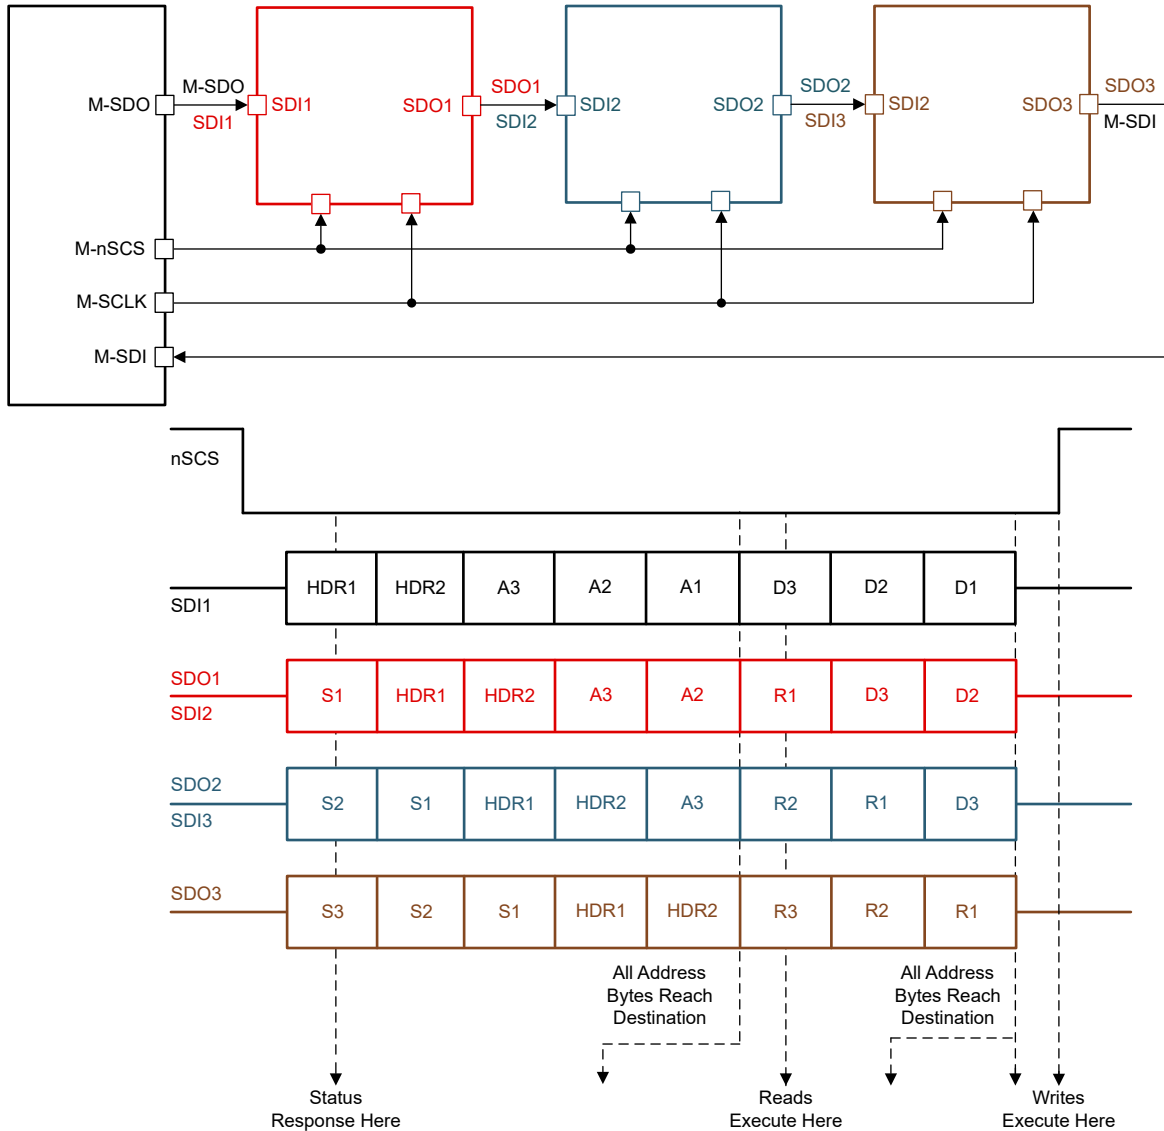 M-SDO
M-SDO
SDI1
SDI1
SDO1
SDO1
SDI2
SDI2
SDO2
SDO2
SDI3
SDI2
SDO3
SDO3
M-SDI
M-nSCS
M-SCLK
M-SDI
nSCS
SDI1
HDR1 HDR2 A3 A2 A1 D3 D2 D1
SDO1
SDI2
S1 HDR1 HDR2 A3 A2 R1 D3 D2
SDO2
SDI3
S2 S1 HDR1 HDR2 A3 R2 R1 D3
SDO3
S3 S2 S1 HDR1 HDR2 R3 R2 R1
All Address
Bytes Reach
Destination
All Address
Bytes Reach
Destination
Status
Response Here
Reads
Execute Here
Writes
Execute Here